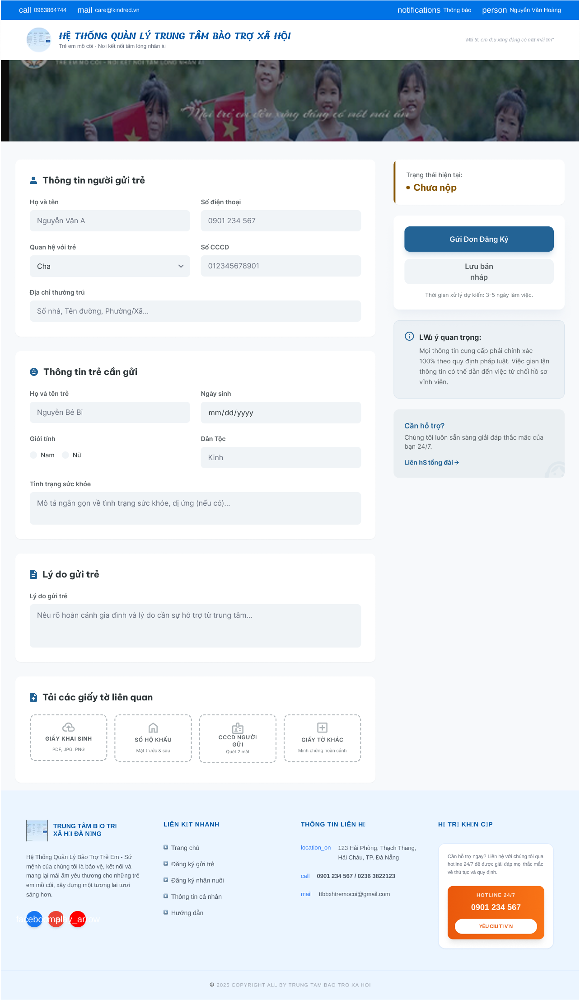 call 0963864744 mail care@kindred.vn notifications Thông báo person Nguyễn Văn Hoàng
HỆ THỐNG QUẢN LÝ TRUNG TÂM BẢO TRỢ XÃ HỘI
Trẻ em mồ côi - Nơi kết nối tấm lòng nhân ái
"M▯i tr▯ em đ▯u x▯ng đáng có m▯t mái ▯m"
TRẺ EM MỒ CÔI - NƠI KẾT NỐI TẤM LÒNG NHÂN ÁI
"Mọi trẻ em đều xứng đáng có một mái ấm"
Thông tin người gửi trẻ
Họ và tên
Số điện thoại
Nguyễn Văn A
0901 234 567
Quan hệ với trẻ
Số CCCD
Cha
012345678901
Địa chỉ thường trú
Số nhà, Tên đường, Phường/Xã...
Trạng thái hiện tại:
Chưa nộp
Gửi Đơn Đăng Ký
Lưu bản
nháp
Thời gian xử lý dự kiến: 3-5 ngày làm việc.
LWu ý quan trọng:
Mọi thông tin cung cấp phải chính xác
100% theo quy định pháp luật. Việc gian lận
thông tin có thể dẫn đến việc từ chối hồ sơ
vĩnh viễn.
Cần hỗ trợ?
Chúng tôi luôn sẵn sàng giải đáp thắc mắc của
bạn 24/7.
Liên hS tổng đài
Thông tin trẻ cần gửi
Họ và tên trẻ
Ngày sinh
Nguyễn Bé Bi
mm/dd/yyyy
Giới tính
Dân Tộc
Nam
Nữ
Kinh
Tình trạng sức khỏe
Mô tả ngắn gọn về tình trạng sức khỏe, dị ứng (nếu có)...
Lý do gửi trẻ
Lý do gửi trẻ
Nêu rõ hoàn cảnh gia đình và lý do cần sự hỗ trợ từ trung tâm...
Tải các giấy tờ liên quan
GIẤY KHAI SINH
PDF, JPG, PNG
SỔ HỘ KHẨU
Mặt trước & sau
CCCD NGƯỜI
GỬI
Quét 2 mặt
GIẤY TỜ KHÁC
Minh chứng hoàn cảnh
TRUNG TÂM B▯O TR▯
XÃ H▯I ĐÀ N▯NG
Hệ Thống Quản Lý Bảo Trợ Trẻ Em - Sứ
mệnh của chúng tôi là bảo vệ, kết nối và
mang lại mái ấm yêu thương cho những trẻ
em mồ côi, xây dựng một tương lai tươi
sáng hơn.
LIÊN K▯T NHANH
Trang chủ
Đăng ký gửi trẻ
Đăng ký nhận nuôi
Thông tin cá nhân
Hướng dẫn
THÔNG TIN LIÊN H▯
location_on 123 Hải Phòng, Thạch Thang,
Hải Châu, TP. Đà Nẵng
call 0901 234 567 / 0236 3822123
mail ttbbxhtremocoi@gmail.com
H▯ TR▯ KH▯N C▯P
Cần hỗ trợ ngay? Liên hệ với chúng tôi qua
hotline 24/7 để được giải đáp mọi thắc mắc
về thủ tục và quy định.
HOTLINE 24/7
0901 234 567
YÊU C▯U T▯ V▯N
© 2025 COPYRIGHT ALL BY TRUNG TAM BAO TRO XA HOI